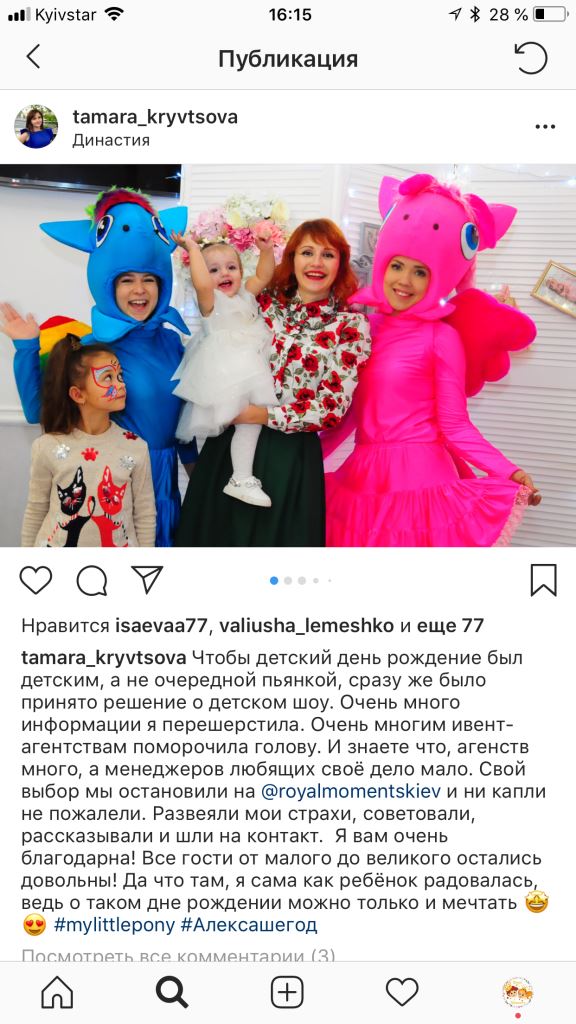 Kyivstar 16:15 28 %
Публикация
tamara_kryvtsova
Династия
Нравится isaevaa77, valiusha_lemeshko и еще 77
tamara_kryvtsova Чтобы детский день рождение был
детским, а не очередной пьянкой, сразу же было
принято решение о детском шоу. Очень много
информации я перешерстила. Очень многим ивент-
агентствам поморочила голову. И знаете что, агенств
много, а менеджеров любящих своё дело мало. Свой
выбор мы остановили на @royalmomentskiev и ни капли
не пожалели. Развеяли мои страхи, советовали,
рассказывали и шли на контакт. Я вам очень
благодарна! Все гости от малого до великого остались
довольны! Да что там, я сама как ребёнок радовалась,
ведь о таком дне рождении можно только и мечтать 🤩
😍 #mylittlepony #Алексашегод
Посмотреть все комментарии (3)